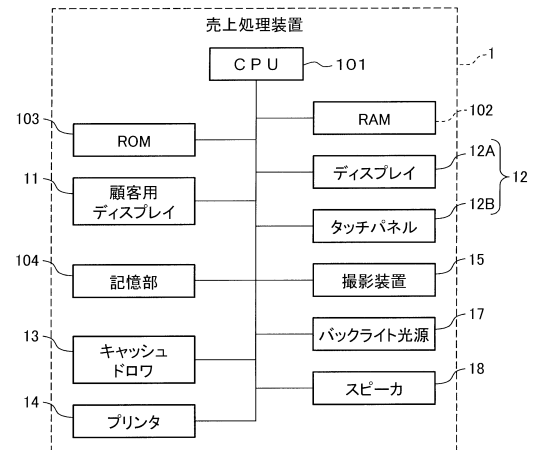 売上処理装置
1
CPU
101
103
ROM
RAM
102
11
顧客用
ディスプレイ
ディスプレイ
12A
12
タッチパネル
12B
104
記憶部
撮影装置
15
13
キャッシュ
ドロワ
バックライト光源
17
14
プリンタ
スピーカ
18